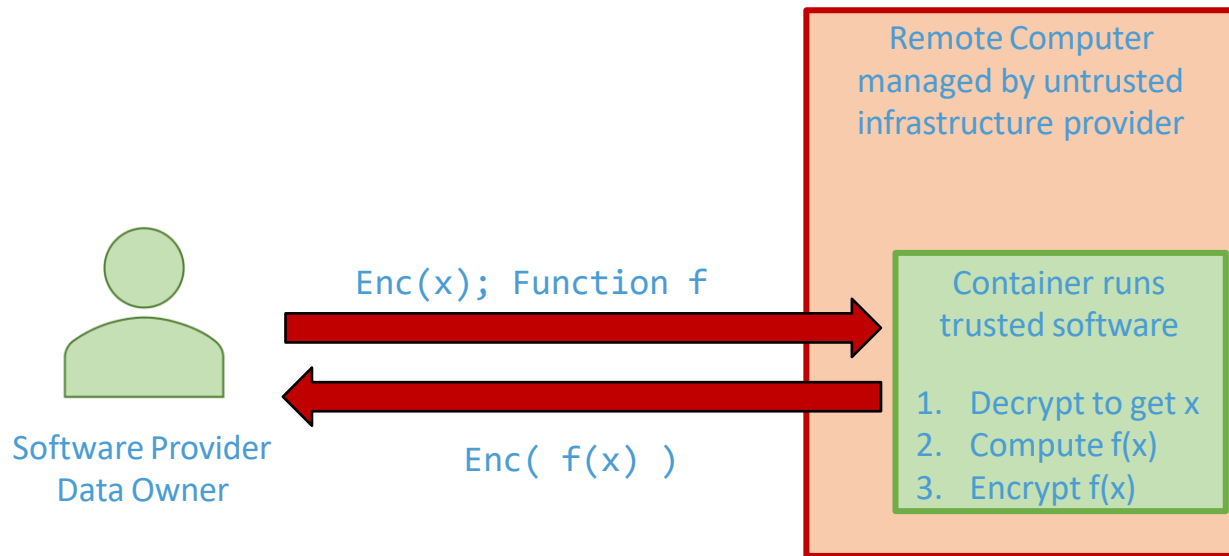 Remote Computer
managed by untrusted
infrastructure provider
Enc(x); Function f
Container runs
trusted software
1. Decrypt to get x
2. Compute f(x)
3. Encrypt f(x)
Enc( f(x) )
Software Provider
Data Owner